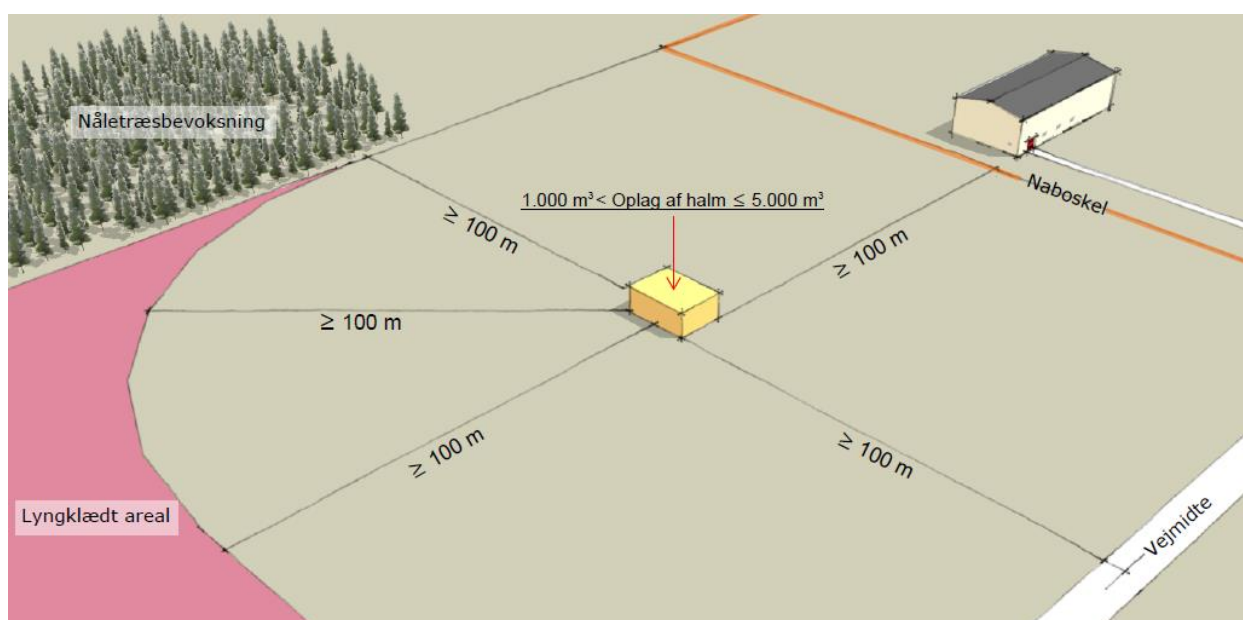 Nåletræsbevoksning
1.000 m³ < Oplag af halm ≤ 5.000 m³
Naboskel
≥ 100 m
≥ 100 m
≥ 100 m
≥ 100 m
≥ 100 m
Lyngklædt areal
Vejmidte